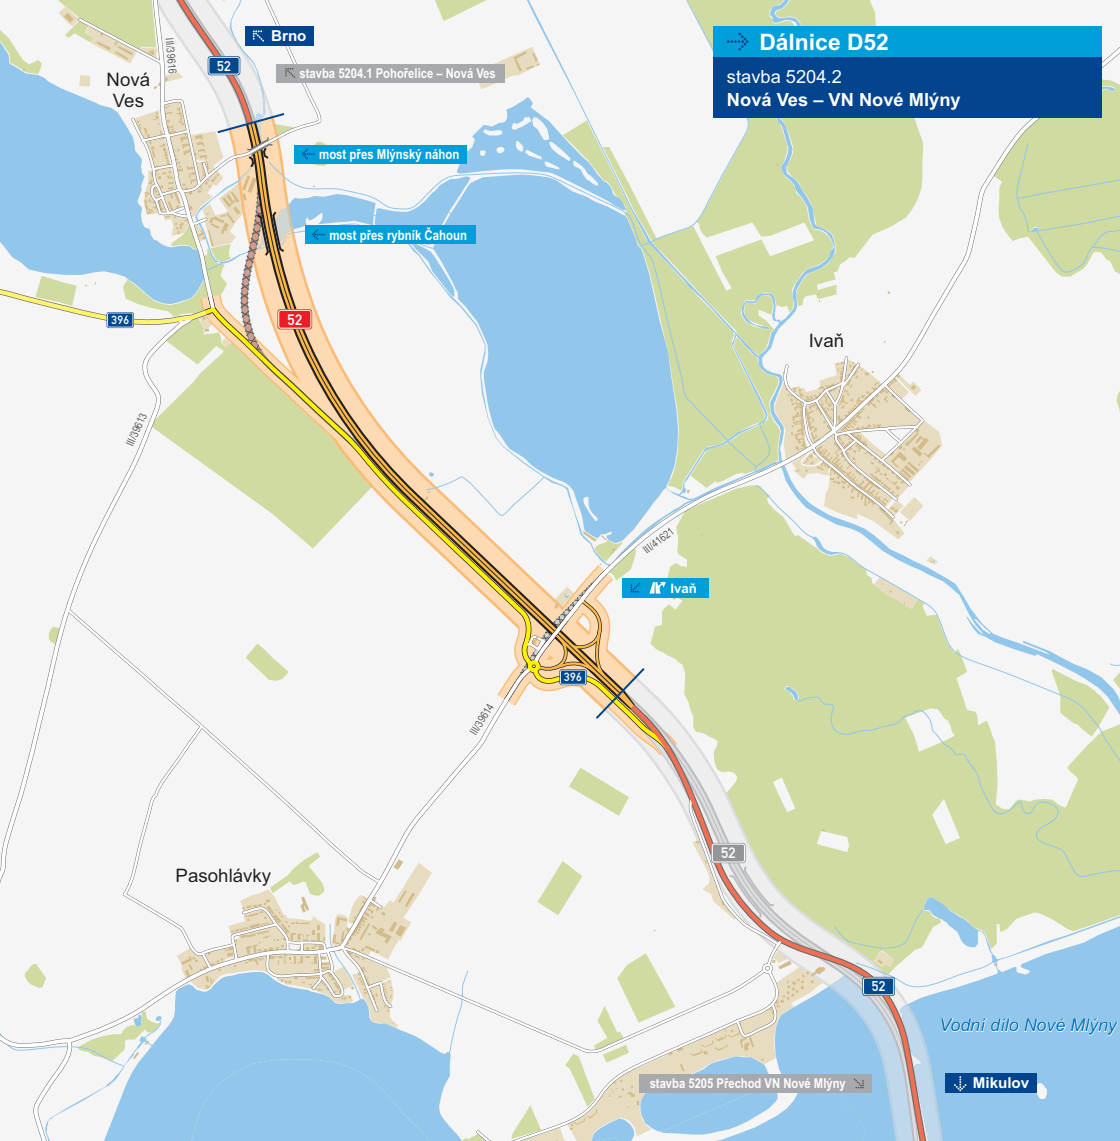 Brno
52
stavba 5204.1 Pohořelice – Nová Ves
Dálnice D52
stavba 5204.2
Nová Ves – VN Nové Mlýny
III/39616
Nová
Ves
most přes Mlýnský náhon
most přes rybník Čahoun
396
52
Ivaň
III/39613
III/41621
Ivaň
396
III/39614
52
Pasohlávky
52
Vodní dílo Nové Mlýny
stavba 5205 Přechod VN Nové Mlýny
Mikulov